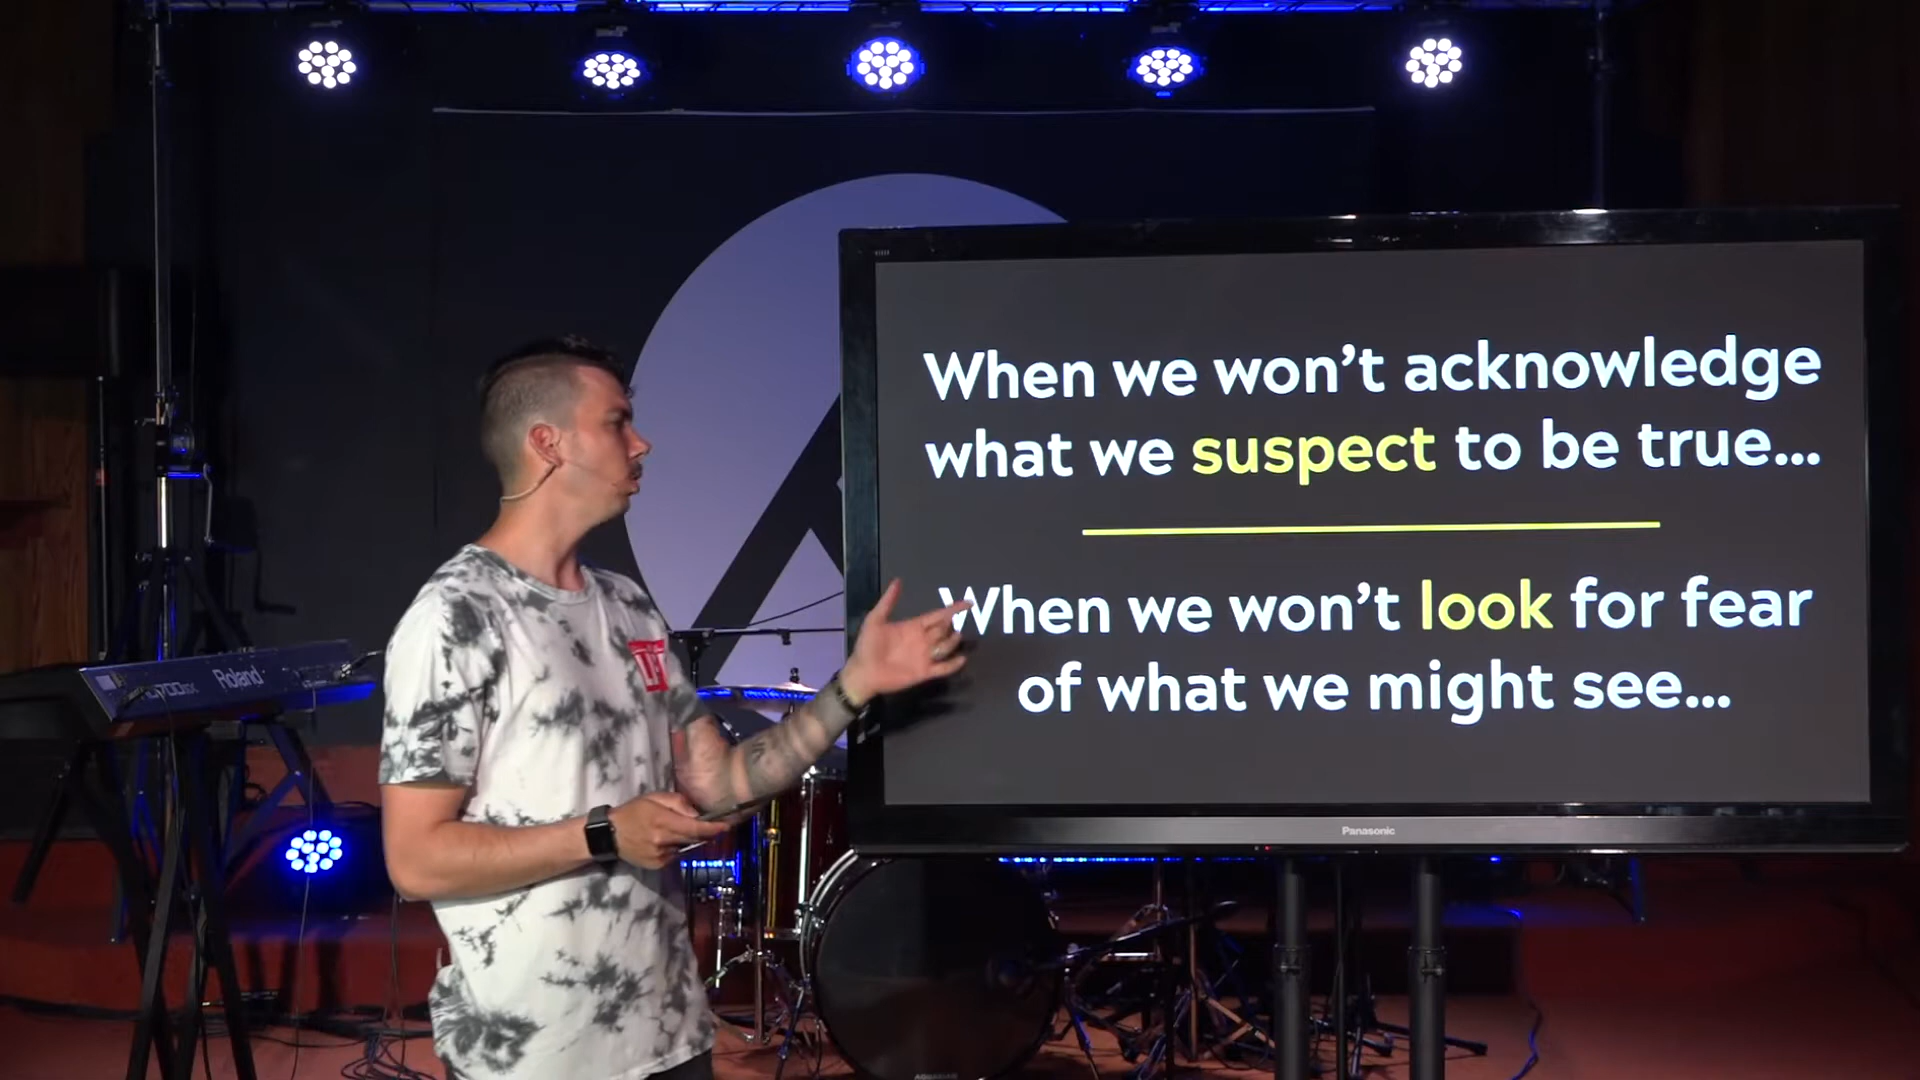 When we won't acknowledge
what we suspect to be true...
When we won't look for fear
of what we might see...
Panasonic
Roland